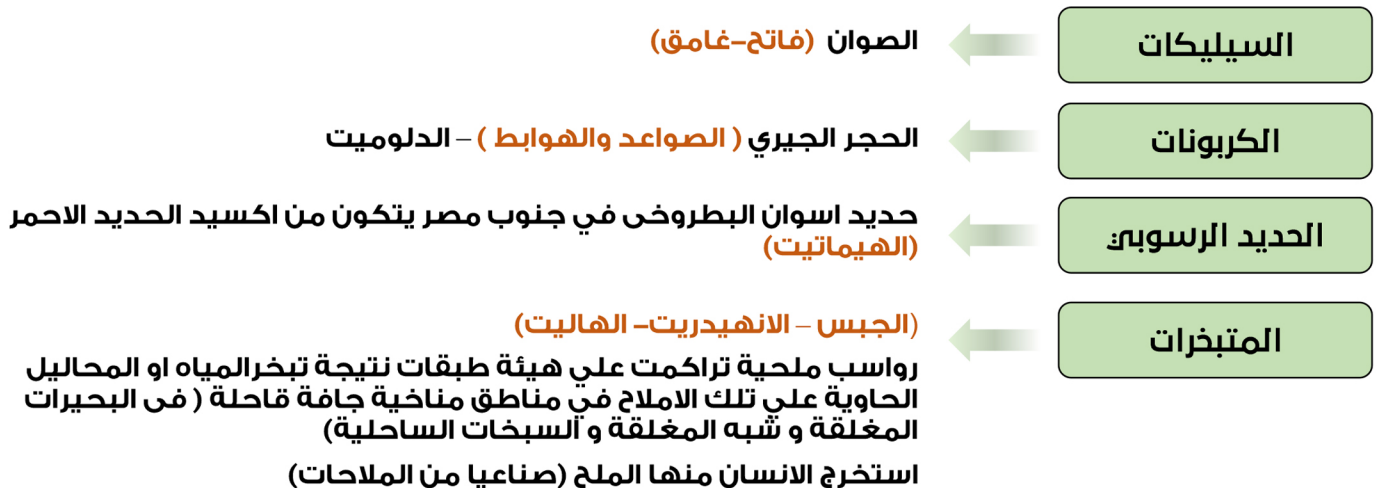 السيليكات
الصوان (فاتح-غامق)
الكربونات
الحجر الجيري ( الصواعد والهوابط ) – الدلوميت
الحديد الرسوبي
حديد اسوان البطروخى في جنوب مصر يتكون من اكسيد الحديد الاحمر
(الهيماتيت)
المتبخرات
(الجبس – الانهيدريت- الهاليت)
رواسب ملحية تراكمت علي هيئة طبقات نتيجة تبخرالمياه او المحاليل
الحاوية علي تلك الاملاح في مناطق مناخية جافة قاحلة ( فى البحيرات
المغلقة و شبه المغلقة و السبخات الساحلية)
استخرج الانسان منها الملح (صناعيا من الملاحات)